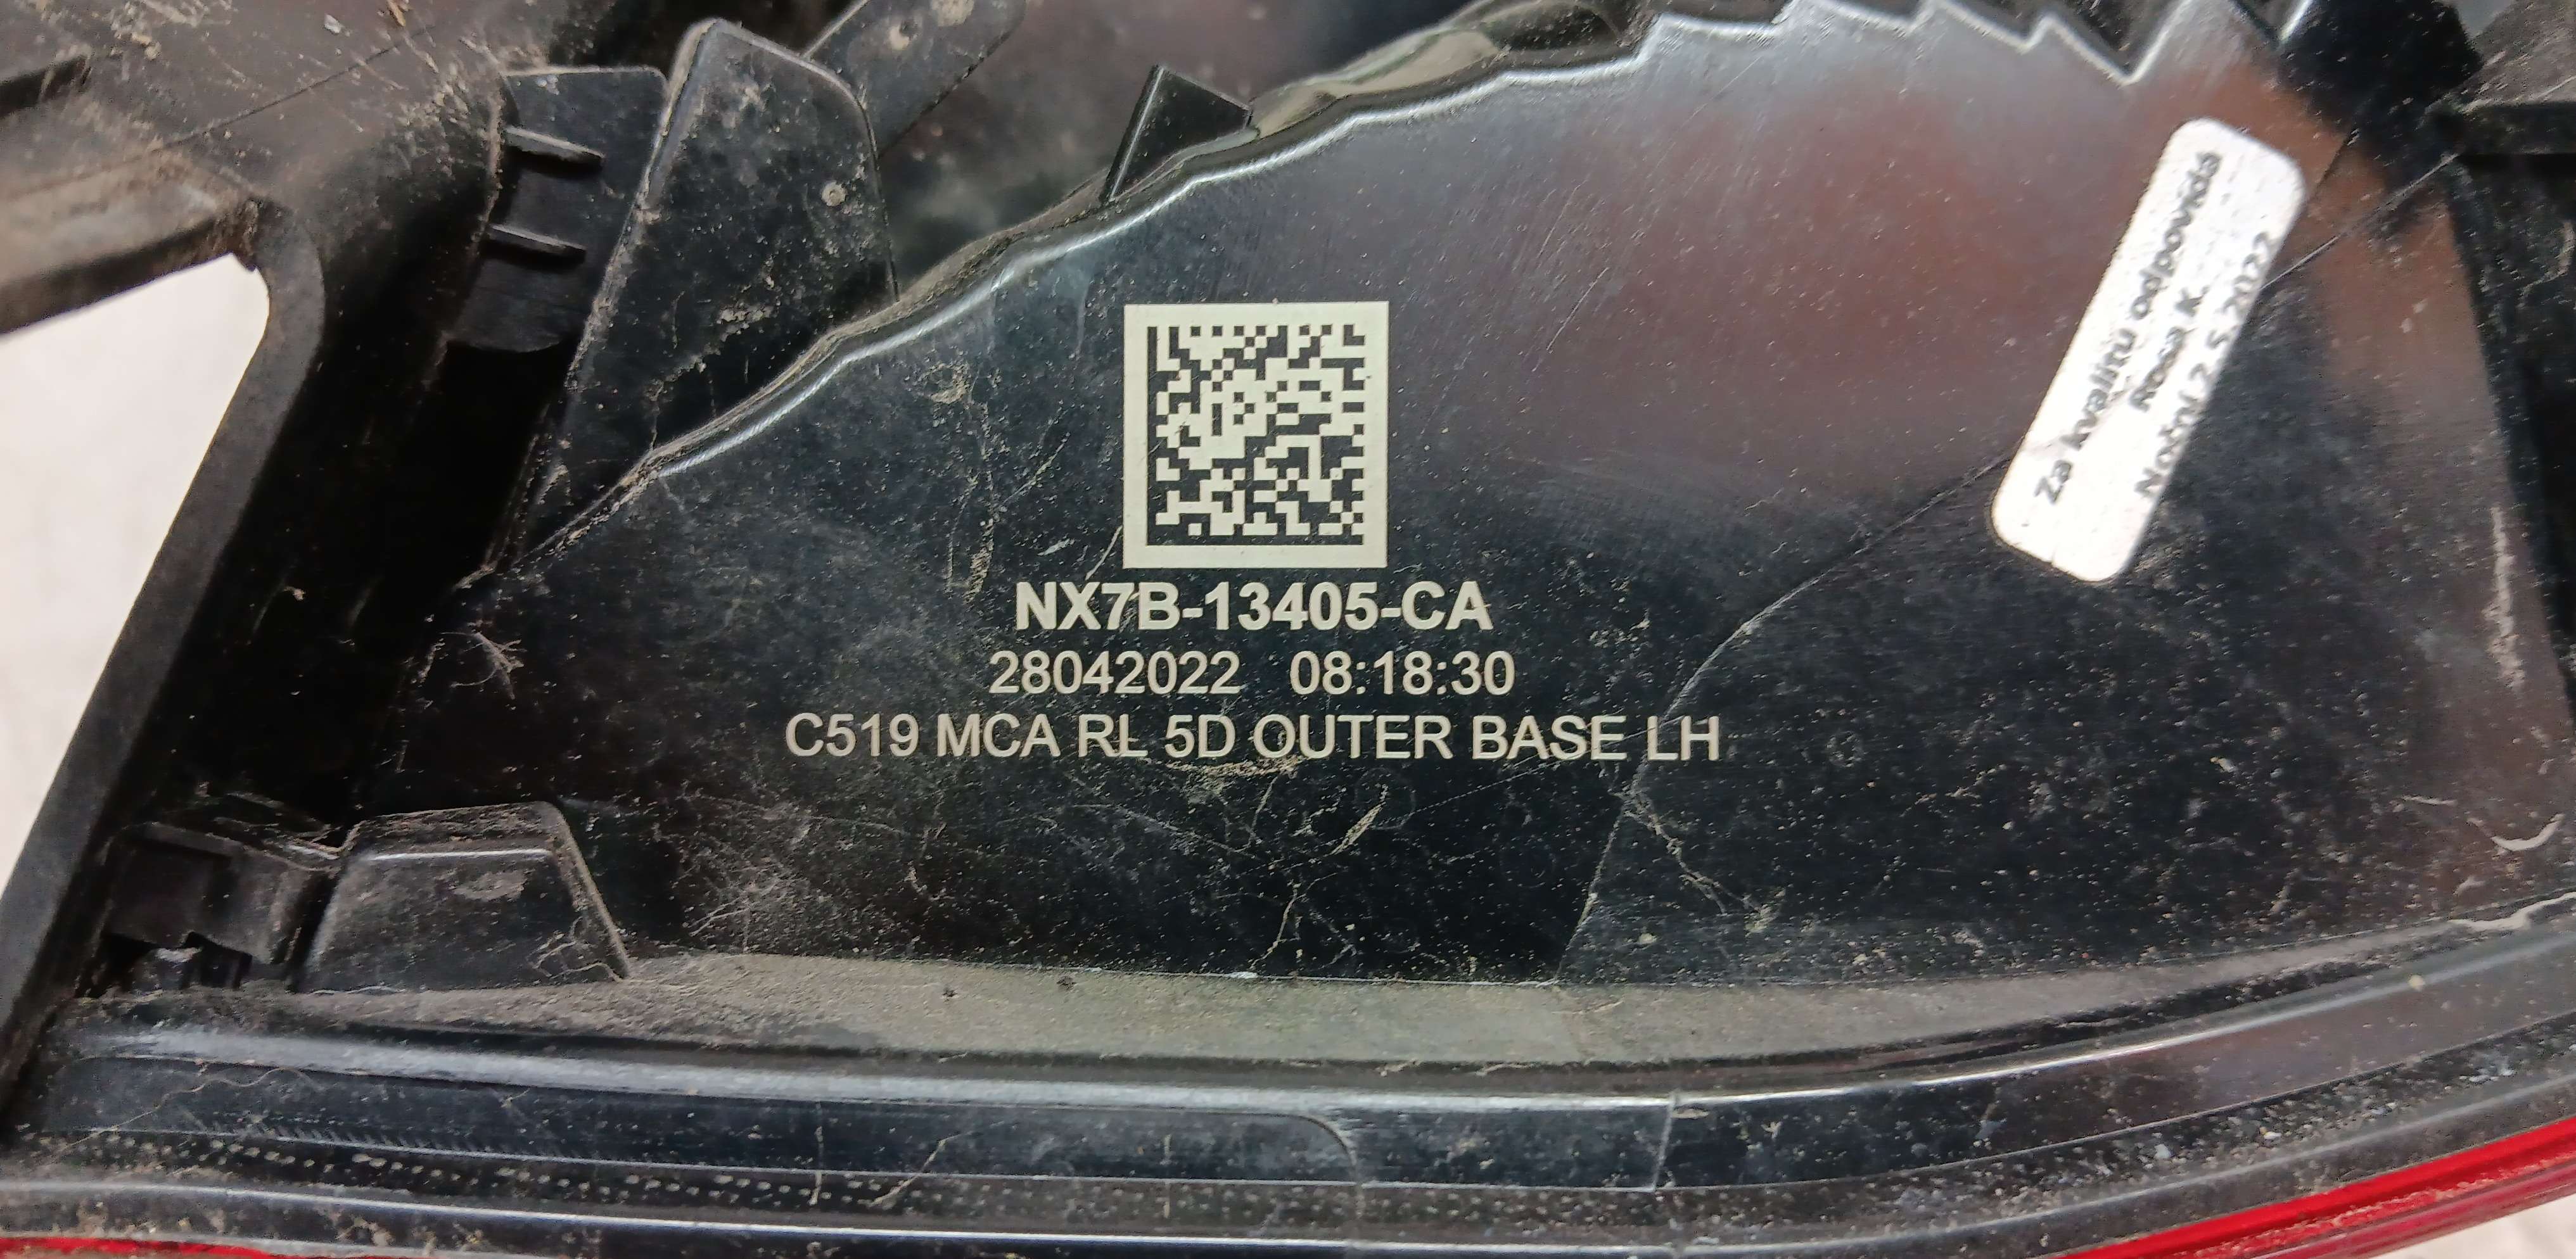 NX7B-13405-CA
28042022 08:18:30
C519 MCA RL 5D OUTER BASE LH
Za kvalitu odpovídá
Rosca K.
Noční 2.5.2022